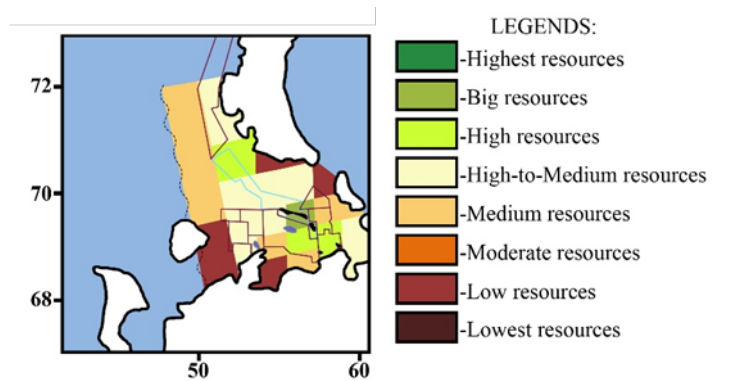 LEGENDS:
-Highest resources
-Big resources
-High resources
-High-to-Medium resources
-Medium resources
-Moderate resources
-Low resources
-Lowest resources
72
70
68
50
60